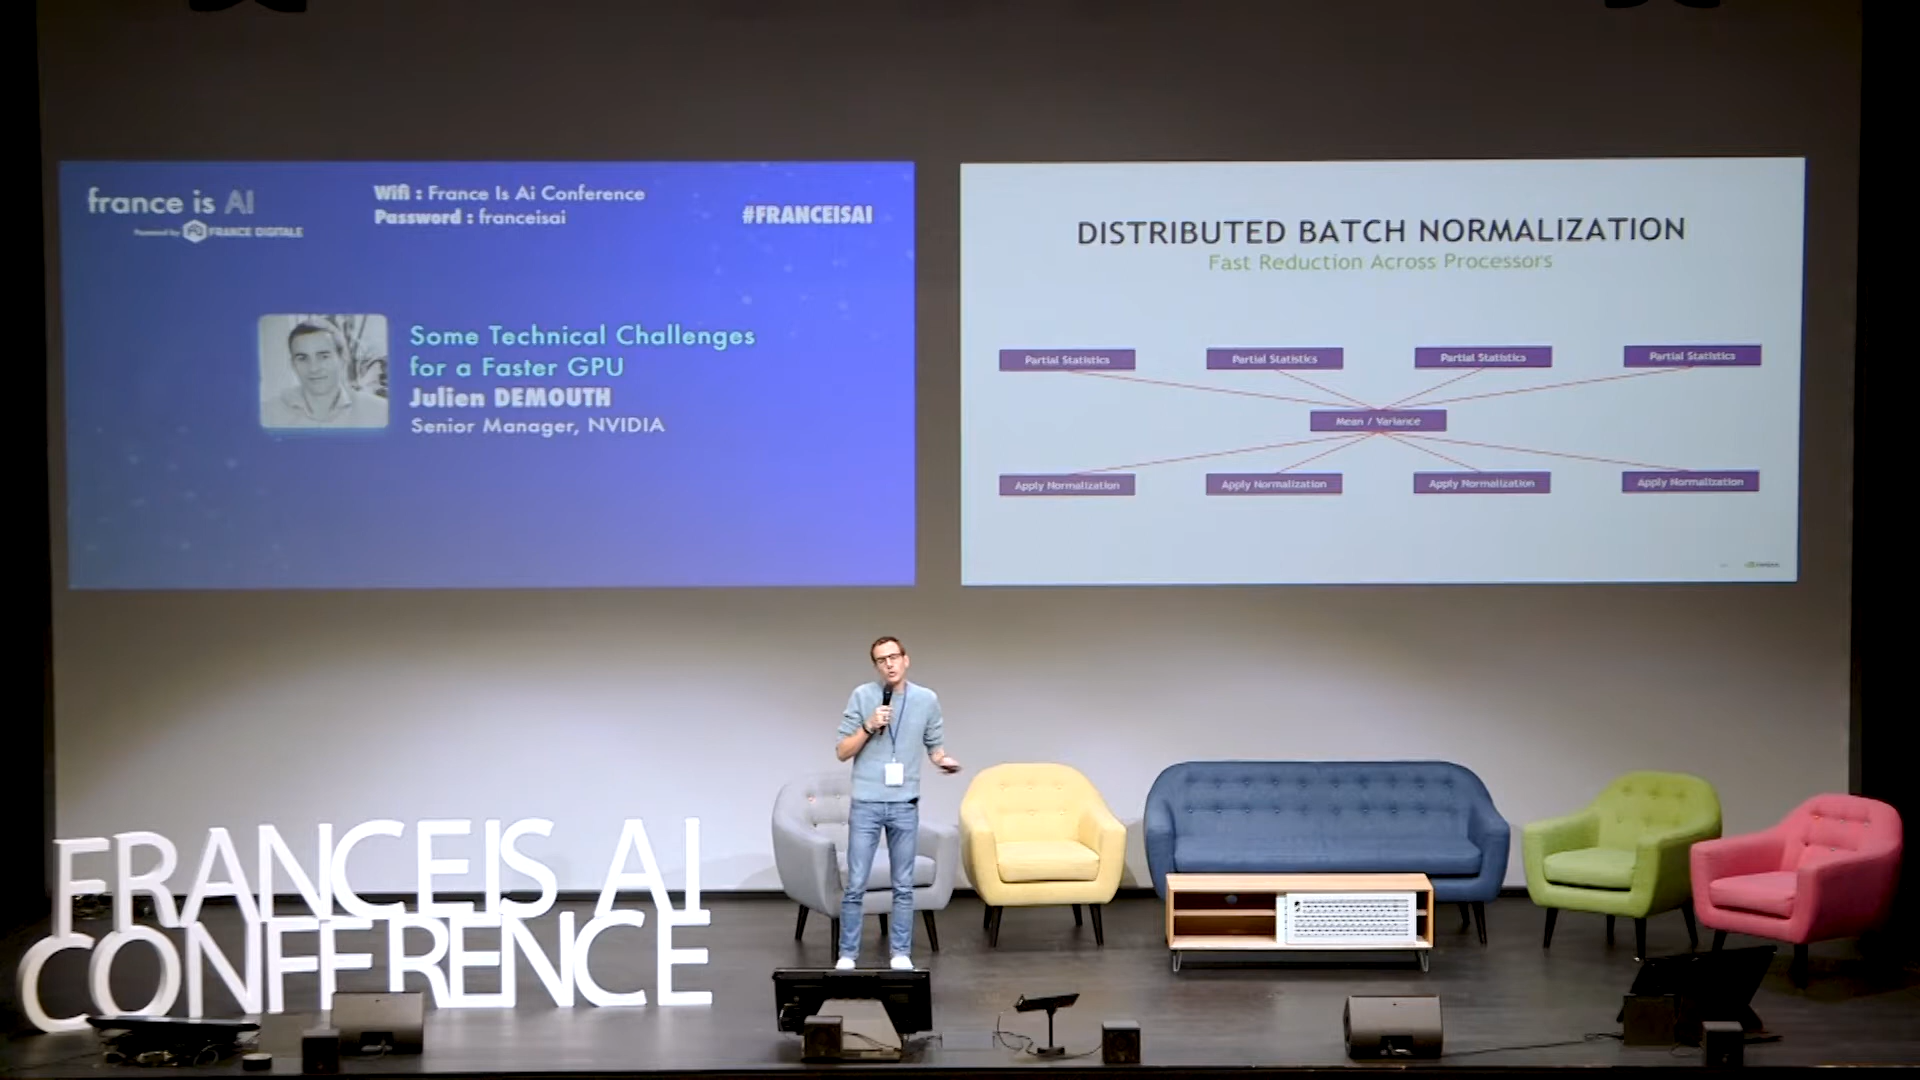 france is AI
Powered by FRANCE DIGITALE
Wifi : France Is Ai Conference
Password : franceisai
#FRANCEISAI
Some Technical Challenges
for a Faster GPU
Julien DEMOUTH
Senior Manager, NVIDIA
DISTRIBUTED BATCH NORMALIZATION
Fast Reduction Across Processors
Partial Statistics
Partial Statistics
Partial Statistics
Partial Statistics
Mean / Variance
Apply Normalization
Apply Normalization
Apply Normalization
Apply Normalization
FRANCE IS AI
CONFERENCE